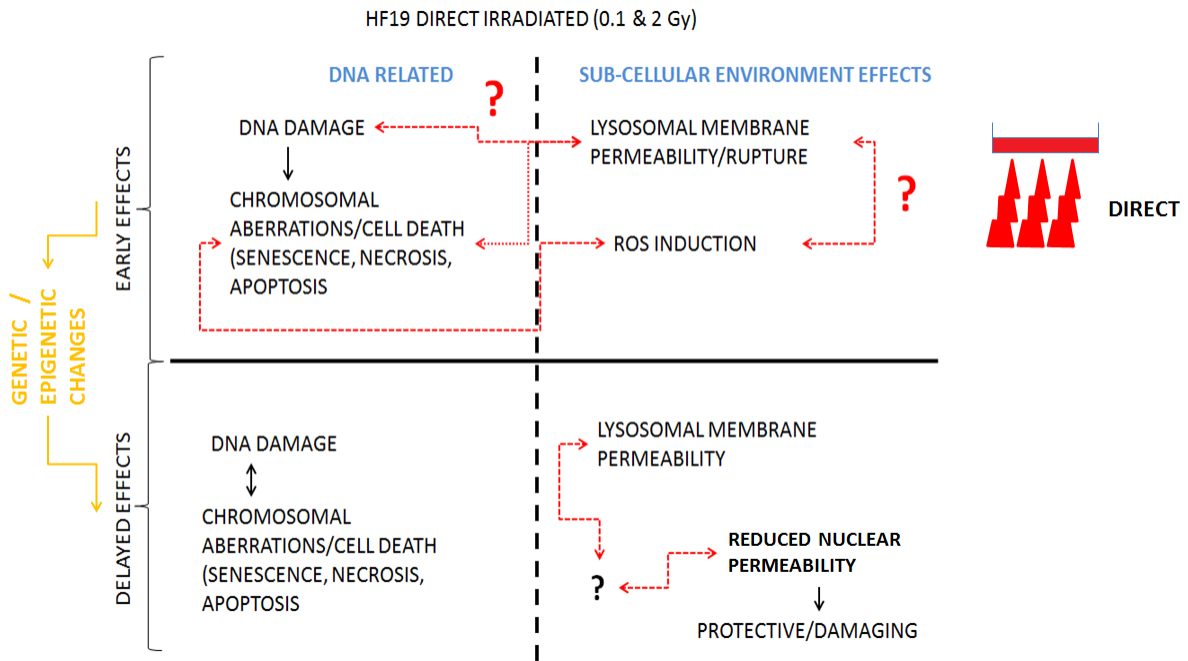 HF19 DIRECT IRRADIATED (0.1 & 2 Gy)
DNA RELATED
SUB-CELLULAR ENVIRONMENT EFFECTS
?
DNA DAMAGE
LYSOSOMAL MEMBRANE
PERMEABILITY/RUPTURE
?
DIRECT
CHROMOSOMAL
ABERRATIONS/CELL DEATH
(SENESCENCE, NECROSIS,
APOPTOSIS
ROS INDUCTION
EARLY EFFECTS
GENETIC /
EPIGENETIC
CHANGES
DELAYED EFFECTS
DNA DAMAGE
CHROMOSOMAL
ABERRATIONS/CELL DEATH
(SENESCENCE, NECROSIS,
APOPTOSIS
LYSOSOMAL MEMBRANE
PERMEABILITY
?
REDUCED NUCLEAR
PERMEABILITY
PROTECTIVE/DAMAGING